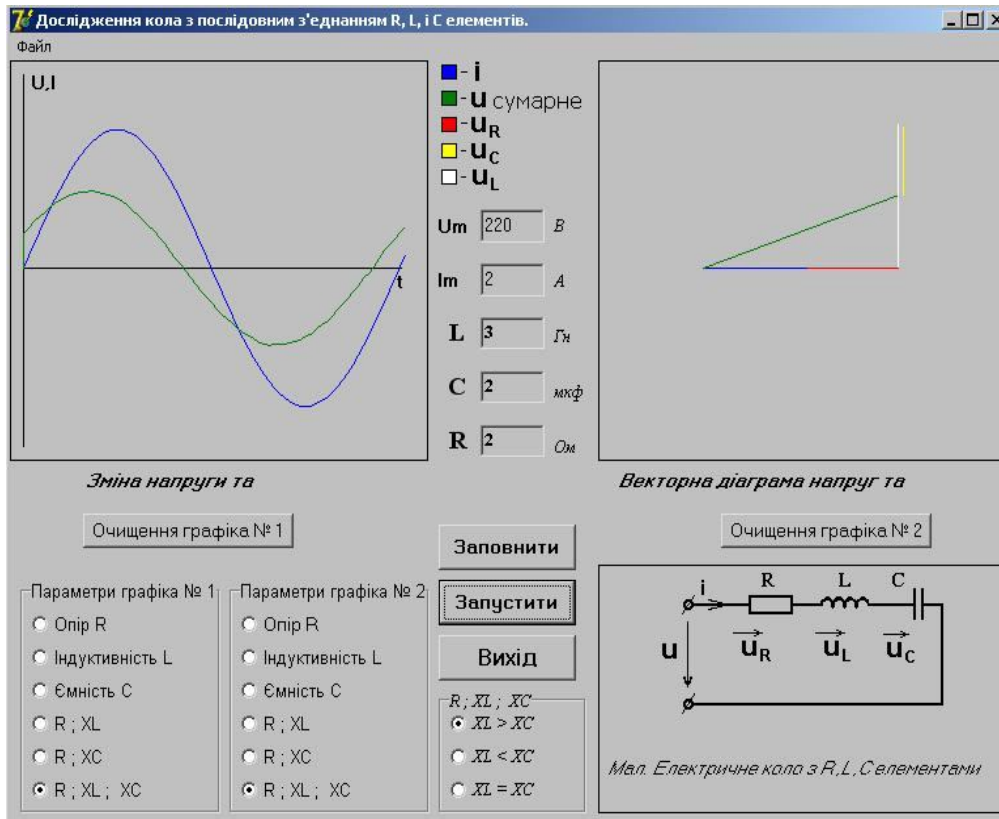 Дослідження кола з послідовним з'еднанням R, L, і C елементів.
Файл
U,I
t
- i
- u сумарне
- uR
- uC
- uL
Um 220 В
Im 2 А
L 3 Гн
C 2 мкф
R 2 Ом
Зміна напруги та
Векторна діаграма напруг та
Очищення графіка № 1
Очищення графіка № 2
Заповнити
Запустити
Вихід
Параметри графіка № 1
Опір R
Індуктивність L
Ємність C
R ; XL
R ; XC
R ; XL ; XC
Параметри графіка № 2
Опір R
Індуктивність L
Ємність C
R ; XL
R ; XC
R ; XL ; XC
R ; XL ; XC
XL > XC
XL < XC
XL = XC
i R L C
u uR uL uC
Мал. Електричне коло з R,L,C елементами